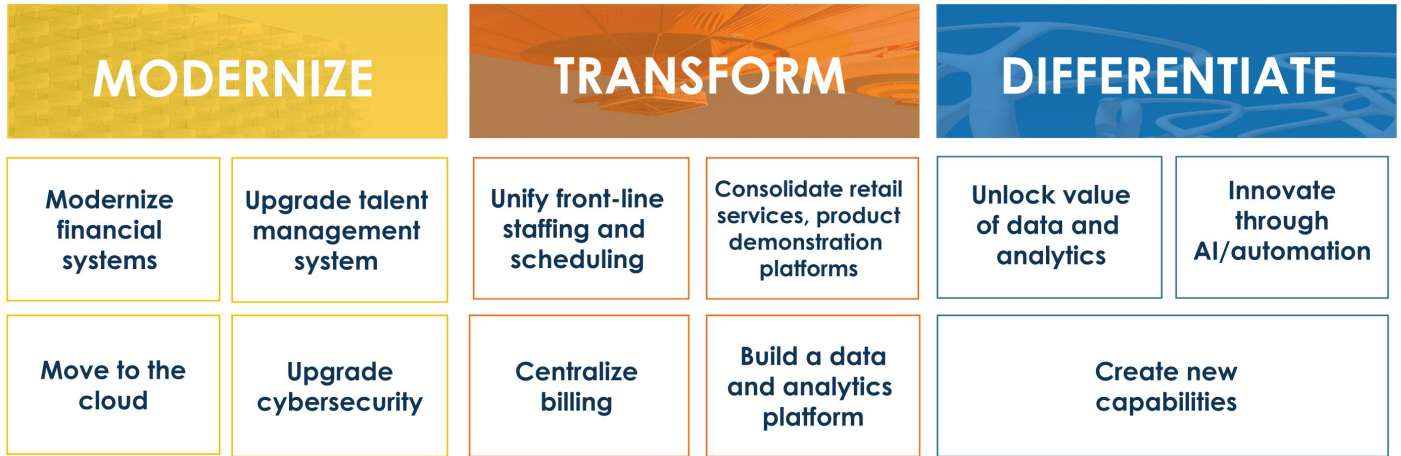 MODERNIZE
Modernize
financial
systems
Upgrade talent
management
system
Move to the
cloud
Upgrade
cybersecurity
TRANSFORM
Unify front-line
staffing and
scheduling
Consolidate retail
services, product
demonstration
platforms
Centralize
billing
Build a data
and analytics
platform
DIFFERENTIATE
Unlock value
of data and
analytics
Innovate
through
AI/automation
Create new
capabilities